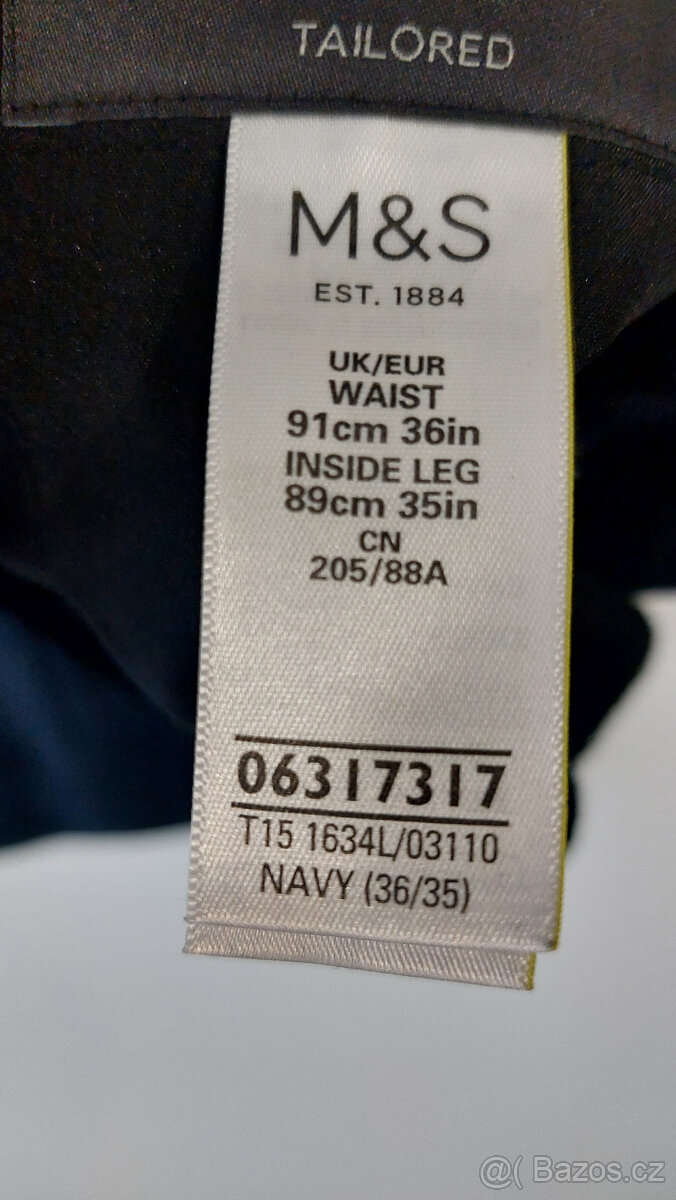 TAILORED
M&S
EST. 1884
UK/EUR
WAIST
91cm 36in
INSIDE LEG
89cm 35in
CN
205/88A
06317317
T15 1634L/03110
NAVY (36/35)
@( Bazos.cz